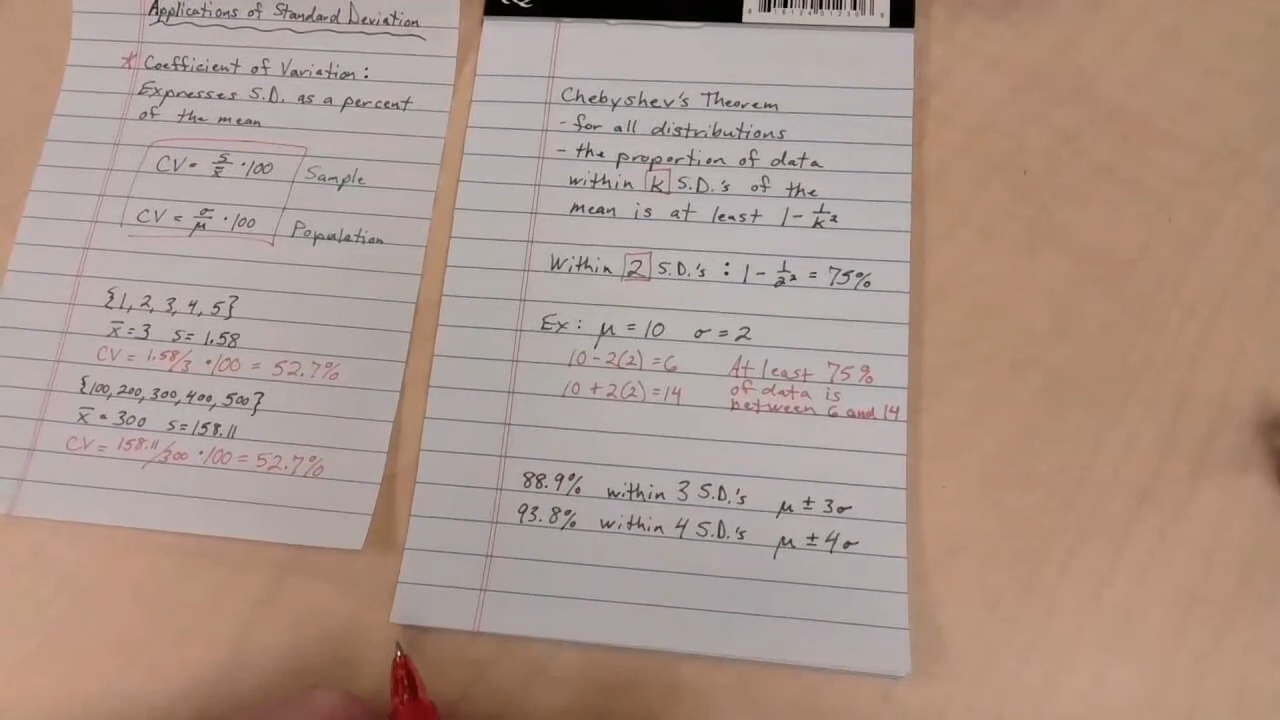 Applications of Standard Deviation
* Coefficient of Variation:
Expresses S.D. as a percent
of the mean
CV = s/x̄ · 100 Sample
CV = σ/μ · 100 Population
{1, 2, 3, 4, 5}
x̄ = 3 s = 1.58
CV = 1.58/3 · 100 = 52.7%
{100, 200, 300, 400, 500}
x̄ = 300 s = 158.11
CV = 158.11/300 · 100 = 52.7%
Chebyshev's Theorem
- for all distributions
- the proportion of data
within k S.D.'s of the
mean is at least 1 - 1/k²
Within 2 S.D.'s : 1 - 1/2² = 75%
Ex: μ = 10 σ = 2
10 - 2(2) = 6 At least 75%
10 + 2(2) = 14 of data is
between 6 and 14
88.9% within 3 S.D.'s μ ± 3σ
93.8% within 4 S.D.'s μ ± 4σ